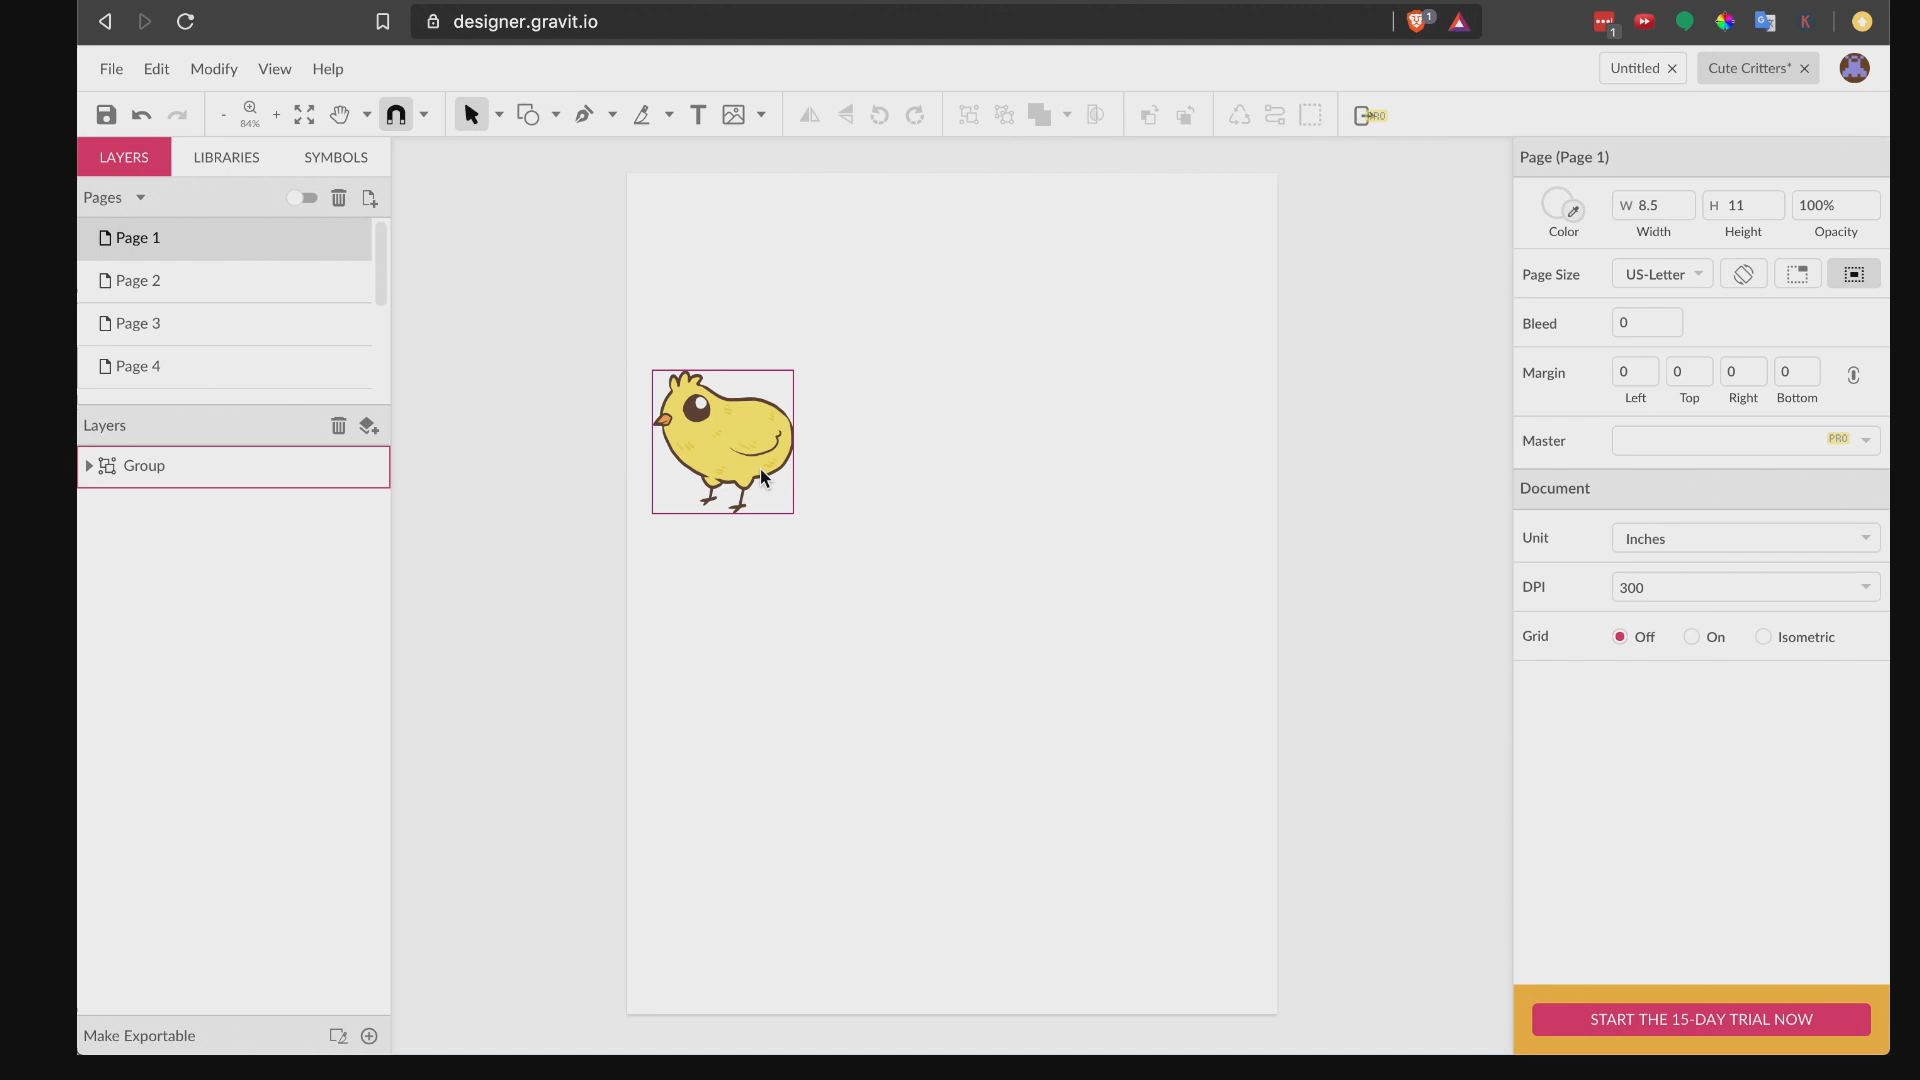 designer.gravit.io
1
1
K
File Edit Modify View Help
Untitled
Cute Critters*
- 84% +
T
PRO
LAYERS LIBRARIES SYMBOLS
Pages
Page 1
Page 2
Page 3
Page 4
Layers
Group
Make Exportable
Page (Page 1)
W 8.5 H 11 100%
Color Width Height Opacity
Page Size US-Letter
Bleed 0
Margin 0 0 0 0
Left Top Right Bottom
Master PRO
Document
Unit Inches
DPI 300
Grid Off On Isometric
START THE 15-DAY TRIAL NOW